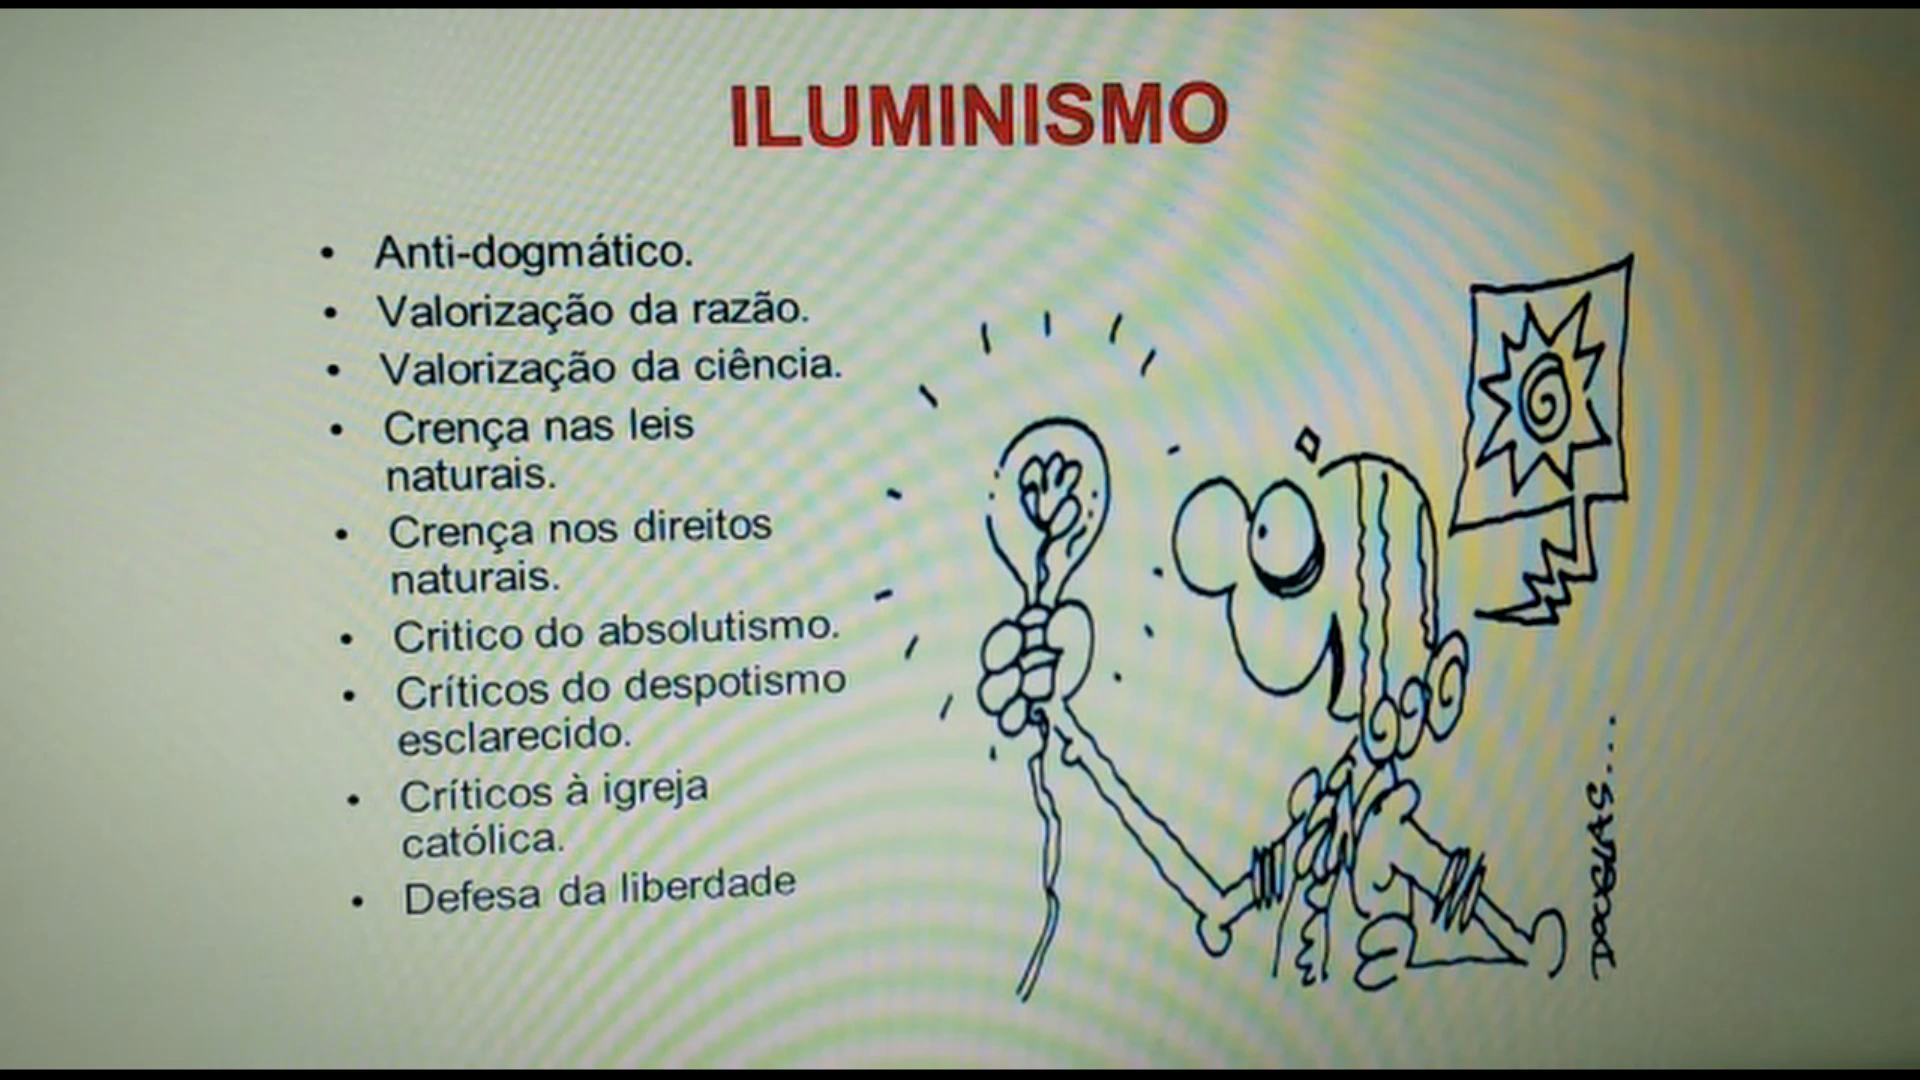 ILUMINISMO
• Anti-dogmático.
• Valorização da razão.
• Valorização da ciência.
• Crença nas leis
naturais.
• Crença nos direitos
naturais.
• Critico do absolutismo.
• Críticos do despotismo
esclarecido.
• Críticos à igreja
católica.
• Defesa da liberdade